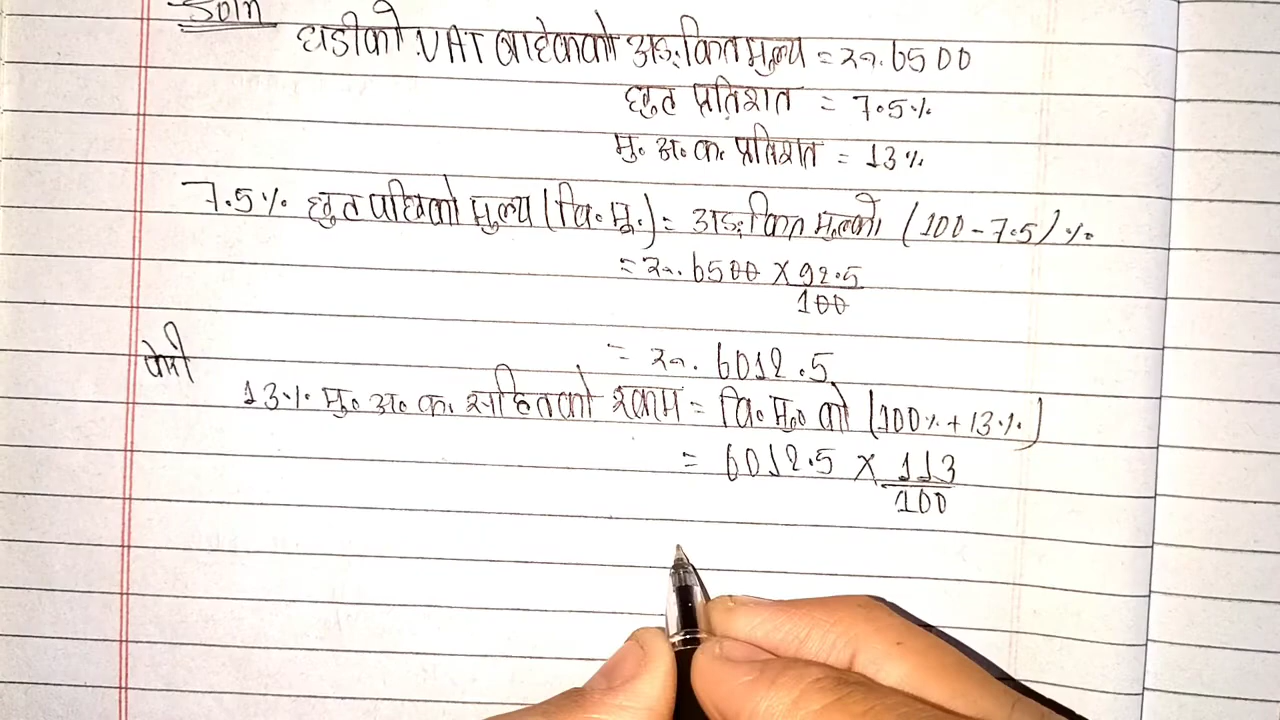 Soln
घडीको VAT बाहेकको अङ्कित मुल्य = रु. 6500
छुट प्रतिशत = 7.5%
मु. अ. क. प्रतिशत = 13%
7.5% छुट पछिको मुल्य (वि. मू.) = अङ्कित मुल्यको (100 - 7.5) %
= रु. 6500 × 92.5
100
= रु. 6012.5
फेरी
13% मु. अ. क. सहितको रकम = वि. मु. को (100% + 13%)
= 6012.5 × 113
100